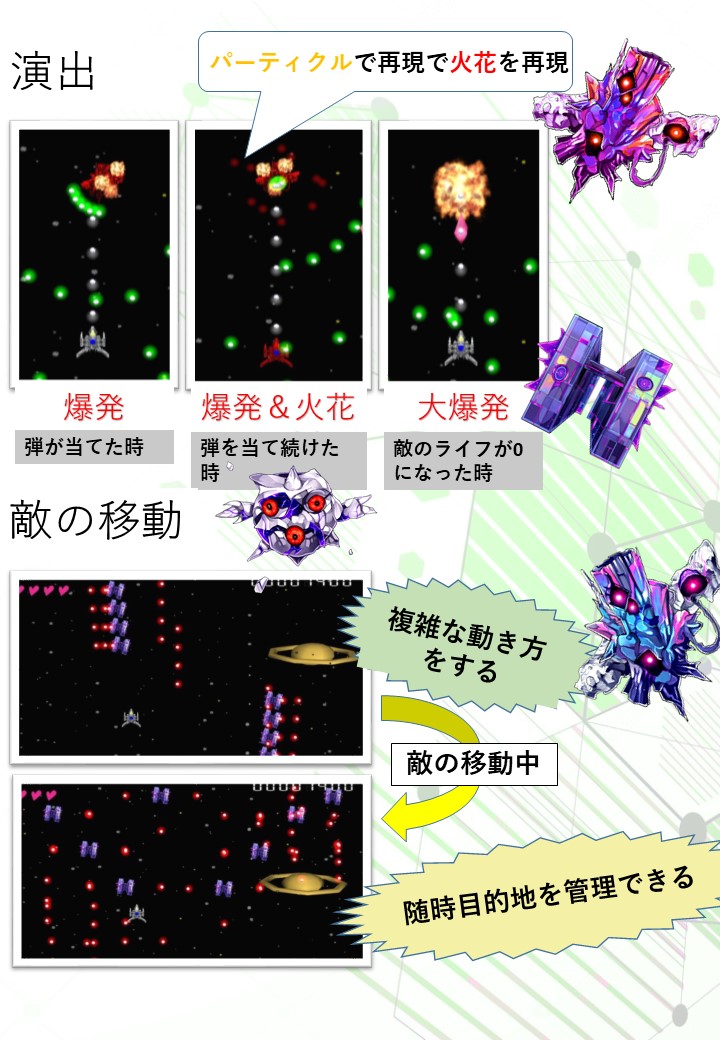 演出
パーティクルで再現で火花を再現
爆発
弾が当てた時
爆発＆火花
弾を当て続けた
時
大爆発
敵のライフが0
になった時
敵の移動
複雑な動き方
をする
敵の移動中
随時目的地を管理できる